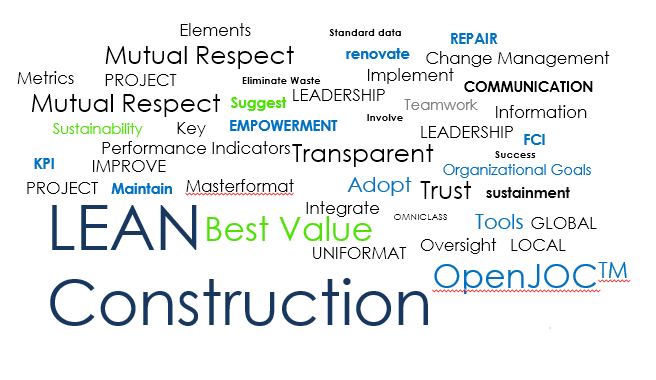 Elements
Standard data
REPAIR
Mutual Respect
renovate
Change Management
Metrics
PROJECT
Eliminate Waste
Implement
COMMUNICATION
Mutual Respect
Suggest
LEADERSHIP
Teamwork
Information
Sustainability
Key
EMPOWERMENT
Involve
LEADERSHIP
FCI
Performance Indicators
Transparent
Success
KPI
IMPROVE
Organizational Goals
PROJECT
Maintain
Masterformat
Adopt
Trust
sustainment
LEAN
Best Value
Integrate
OMNICLASS
Tools
GLOBAL
UNIFORMAT
Oversight
LOCAL
Construction
OpenJOC™